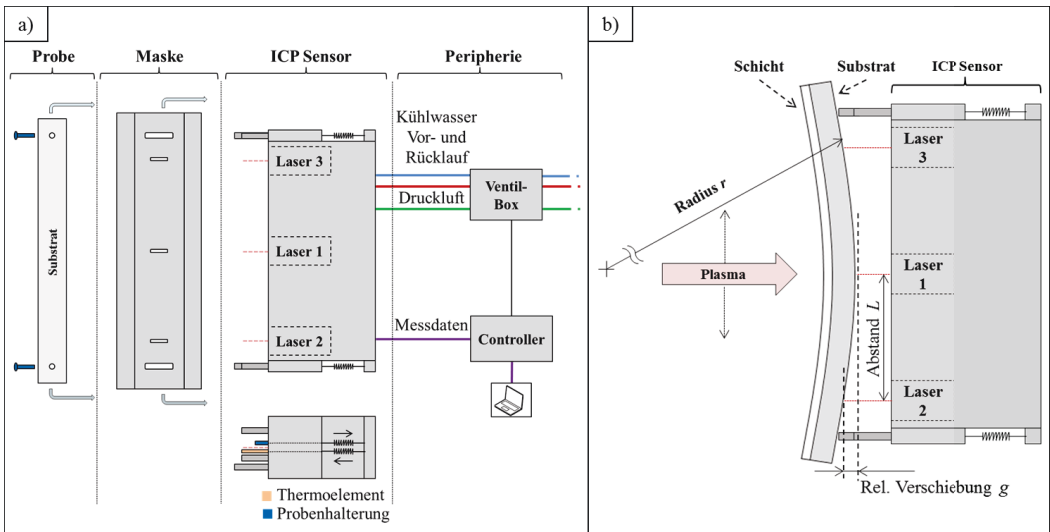 a)
Probe
Maske
ICP Sensor
Peripherie
Substrat
Laser 3
Laser 1
Laser 2
Kühlwasser
Vor- und
Rücklauf
Druckluft
Ventil-
Box
Messdaten
Controller
Thermoelement
Probenhalterung
b)
Schicht
Substrat
ICP Sensor
Laser
3
Radius r
Plasma
Laser
1
Abstand L
Laser
2
Rel. Verschiebung g